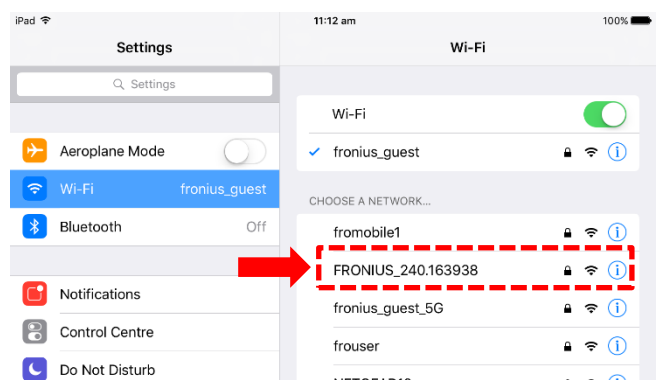 iPad
11:12 am
100%
Settings
Wi-Fi
Settings
Wi-Fi
Aeroplane Mode
fronius_guest
Wi-Fi fronius_guest
CHOOSE A NETWORK...
Bluetooth Off
fromobile1
FRONIUS_240.163938
Notifications
fronius_guest_5G
Control Centre
frouser
Do Not Disturb